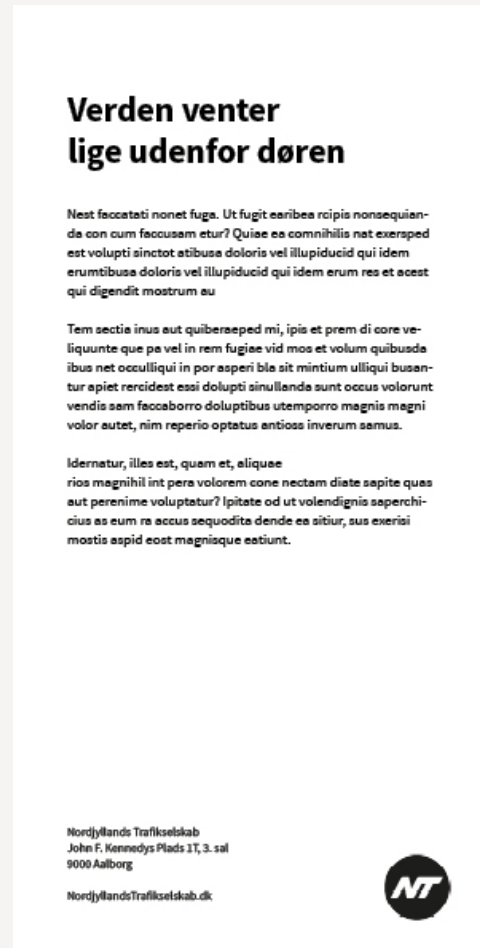 Verden venter
lige udenfor døren
Nest faccatati nonet fuga. Ut fugit earibea rcipis nonsequian-
da con cum faccusam etur? Quiae ea comnihilis nat exersped
est volupti sinctot atibusa doloris vel illupiducid qui idem
erumtibusa doloris vel illupiducid qui idem erum res et acest
qui digendit mostrum au
Tem sectia inus aut quiberaeped mi, ipis et prem di core ve-
liquunte que pa vel in rem fugiae vid mos et volum quibusda
ibus net occulliqui in por asperi bla sit mintium ulliqui busan-
tur apiet rercidest essi dolupti sinullanda sunt occus volorunt
vendis sam faccaborro doluptibus utemporro magnis magni
volor autet, nim reperio optatus antioss inverum samus.
Idernatur, illes est, quam et, aliquae
rios magnihil int pera volorem cone nectam diate sapite quas
aut perenime voluptatur? Ipitate od ut volendignis saperchi-
cius as eum ra accus sequodita dende ea sitiur, sus exerisi
mostis aspid eost magnisque eatiunt.
Nordjyllands Trafikselskab
John F. Kennedys Plads 1T, 3. sal
9000 Aalborg
NordjyllandsTrafikselskab.dk
NT